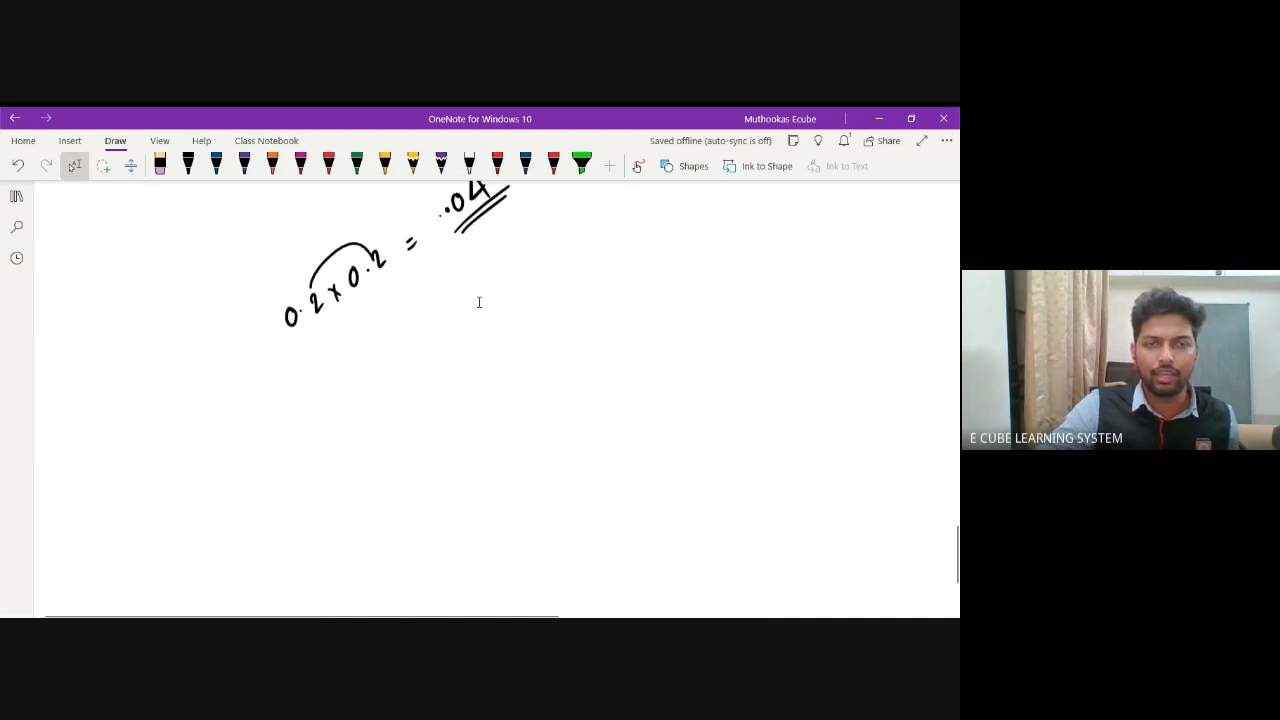 OneNote for Windows 10
Muthookas Ecube
Home Insert Draw View Help Class Notebook
Saved offline (auto-sync is off)
Share
Shapes
Ink to Shape
Ink to Text
0.2 x 0.2 = .04
E CUBE LEARNING SYSTEM